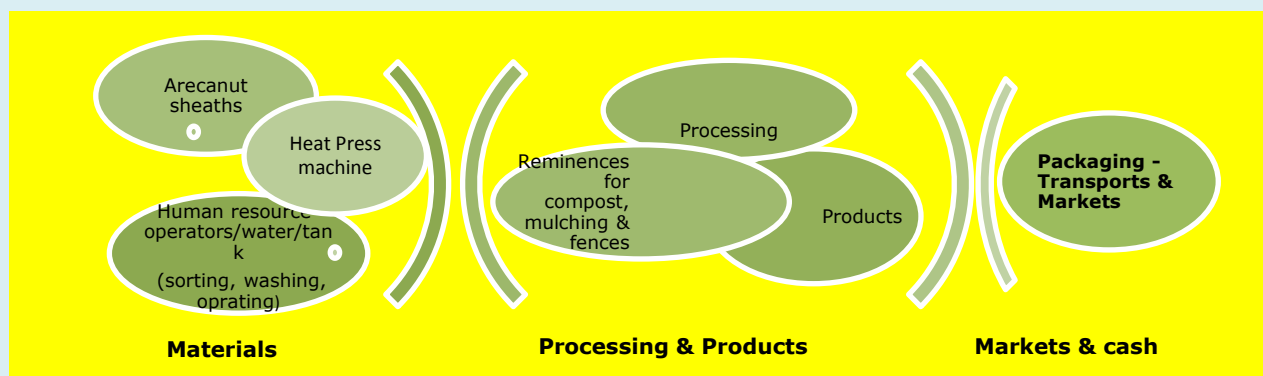 Arecanut
sheaths
Heat Press
machine
Human resource
operators/water/tan
k
(sorting, washing,
oprating)
Materials
Processing
Reminences
for
compost,
mulching &
fences
Products
Processing & Products
Packaging -
Transports &
Markets
Markets & cash